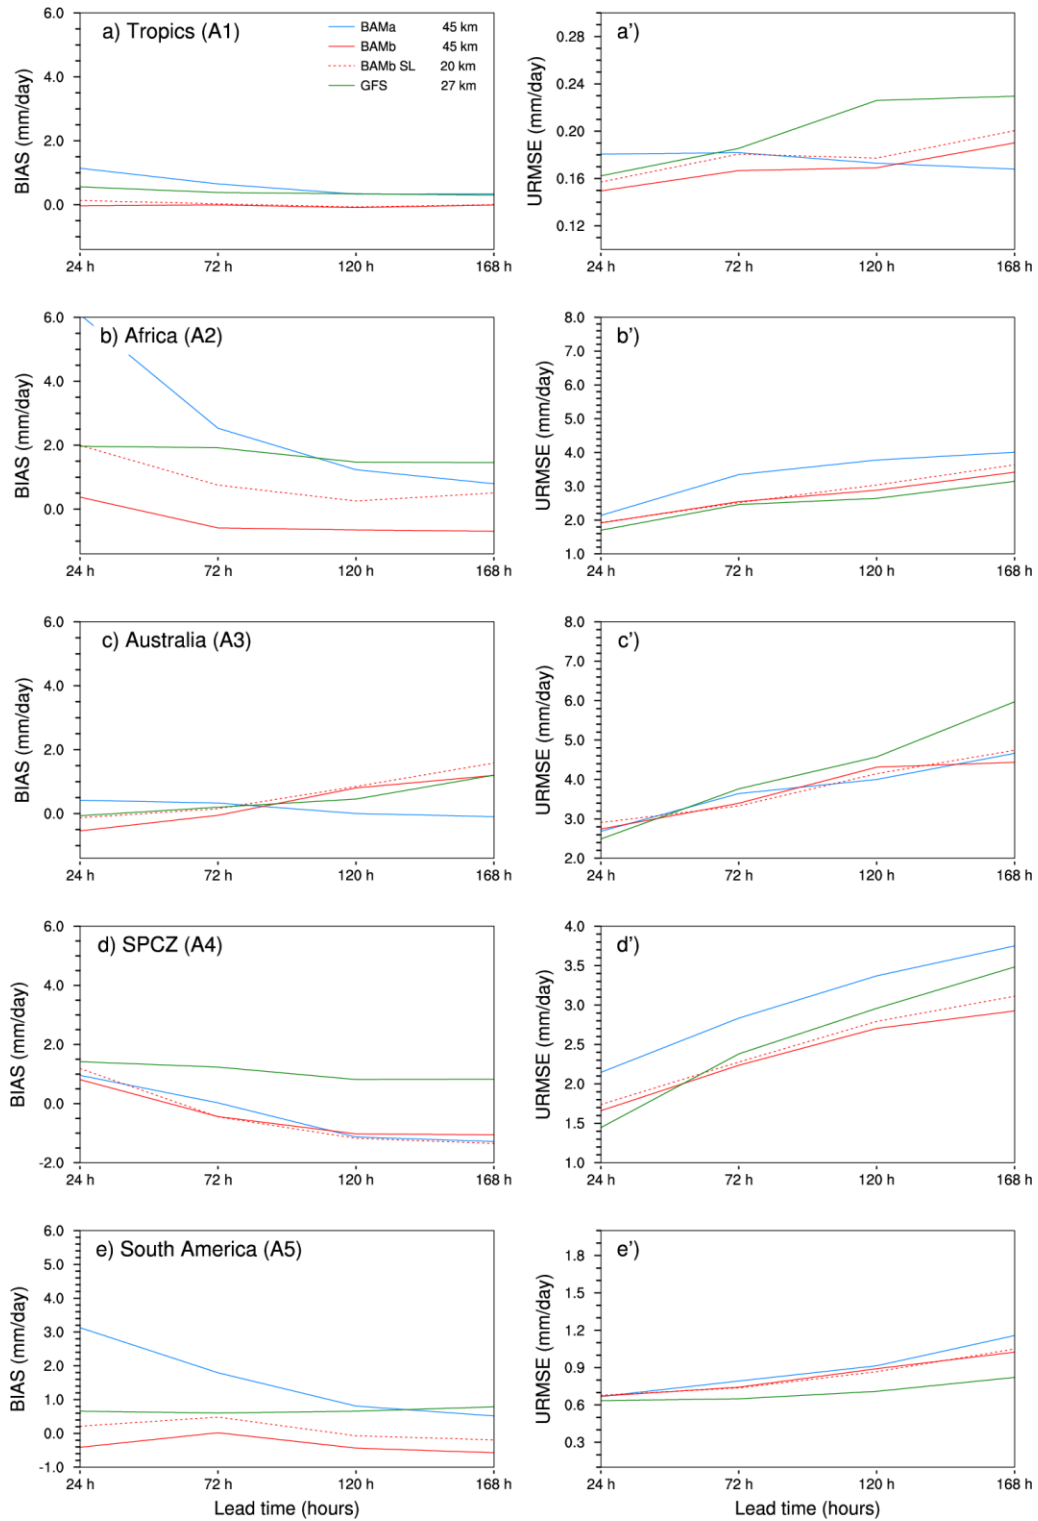 a) Tropics (A1)
BAMa 45 km
BAMb 45 km
BAMb SL 20 km
GFS 27 km
BIAS (mm/day)
6.0
4.0
2.0
0.0
24 h 72 h 120 h 168 h
a')
URMSE (mm/day)
0.28
0.24
0.20
0.16
0.12
24 h 72 h 120 h 168 h
b) Africa (A2)
BIAS (mm/day)
6.0
4.0
2.0
0.0
24 h 72 h 120 h 168 h
b')
URMSE (mm/day)
8.0
7.0
6.0
5.0
4.0
3.0
2.0
1.0
24 h 72 h 120 h 168 h
c) Australia (A3)
BIAS (mm/day)
6.0
4.0
2.0
0.0
24 h 72 h 120 h 168 h
c')
URMSE (mm/day)
8.0
7.0
6.0
5.0
4.0
3.0
2.0
24 h 72 h 120 h 168 h
d) SPCZ (A4)
BIAS (mm/day)
6.0
4.0
2.0
0.0
-2.0
24 h 72 h 120 h 168 h
d')
URMSE (mm/day)
4.0
3.5
3.0
2.5
2.0
1.5
1.0
24 h 72 h 120 h 168 h
e) South America (A5)
BIAS (mm/day)
6.0
5.0
4.0
3.0
2.0
1.0
0.0
-1.0
24 h 72 h 120 h 168 h
Lead time (hours)
e')
URMSE (mm/day)
1.8
1.5
1.2
0.9
0.6
0.3
24 h 72 h 120 h 168 h
Lead time (hours)